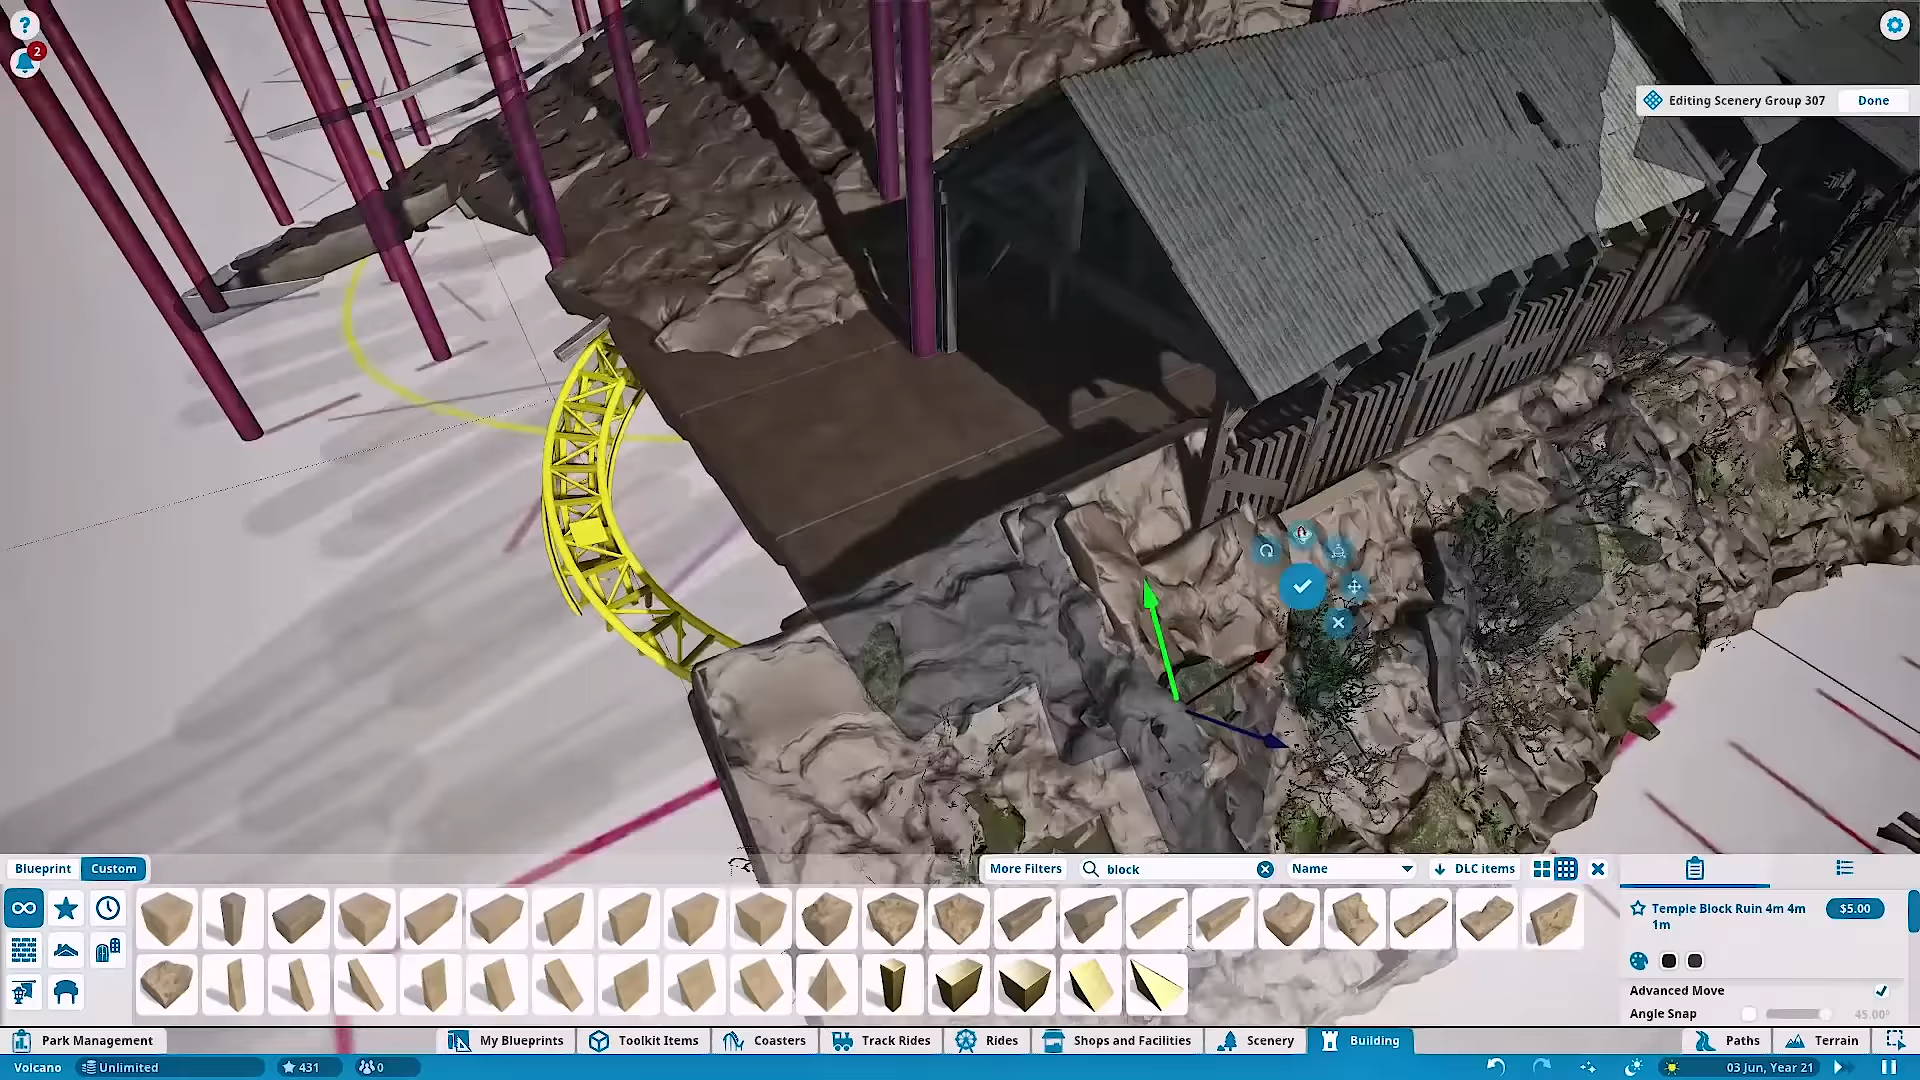 ?
2
Editing Scenery Group 307
Done
Blueprint
Custom
More Filters
block
Name
DLC items
Temple Block Ruin 4m 4m
1m
$5.00
Advanced Move
Angle Snap
45.00°
Park Management
My Blueprints
Toolkit Items
Coasters
Track Rides
Rides
Shops and Facilities
Scenery
Building
Paths
Terrain
Volcano
Unlimited
431
0
03 Jun, Year 21